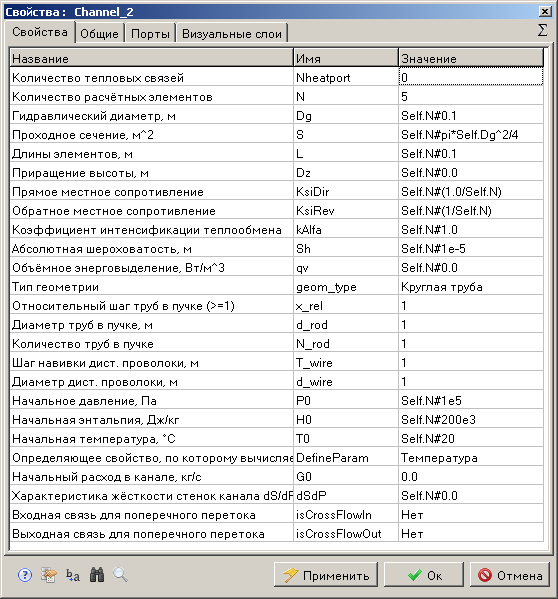 Свойства: Channel_2
Свойства Общие Порты Визуальные слои Σ
Название Имя Значение
Количество тепловых связей Nheatport 0
Количество расчётных элементов N 5
Гидравлический диаметр, м Dg Self.N#0.1
Проходное сечение, м^2 S Self.N#pi*Self.Dg^2/4
Длины элементов, м L Self.N#0.1
Приращение высоты, м Dz Self.N#0.0
Прямое местное сопротивление KsiDir Self.N#(1.0/Self.N)
Обратное местное сопротивление KsiRev Self.N#(1/Self.N)
Коэффициент интенсификации теплообмена kAlfa Self.N#1.0
Абсолютная шероховатость, м Sh Self.N#1e-5
Объёмное энерговыделение, Вт/м^3 qv Self.N#0.0
Тип геометрии geom_type Круглая труба
Относительный шаг труб в пучке (>=1) x_rel 1
Диаметр труб в пучке, м d_rod 1
Количество труб в пучке N_rod 1
Шаг навивки дист. проволоки, м T_wire 1
Диаметр дист. проволоки, м d_wire 1
Начальное давление, Па P0 Self.N#1e5
Начальная энтальпия, Дж/кг H0 Self.N#200e3
Начальная температура, °С T0 Self.N#20
Определяющее свойство, по которому вычисляе DefineParam Температура
Начальный расход в канале, кг/с G0 0.0
Характеристика жёсткости стенок канала dS/dP dSdP Self.N#0.0
Входная связь для поперечного перетока isCrossFlowIn Нет
Выходная связь для поперечного перетока isCrossFlowOut Нет
? b a Применить Ок Отмена